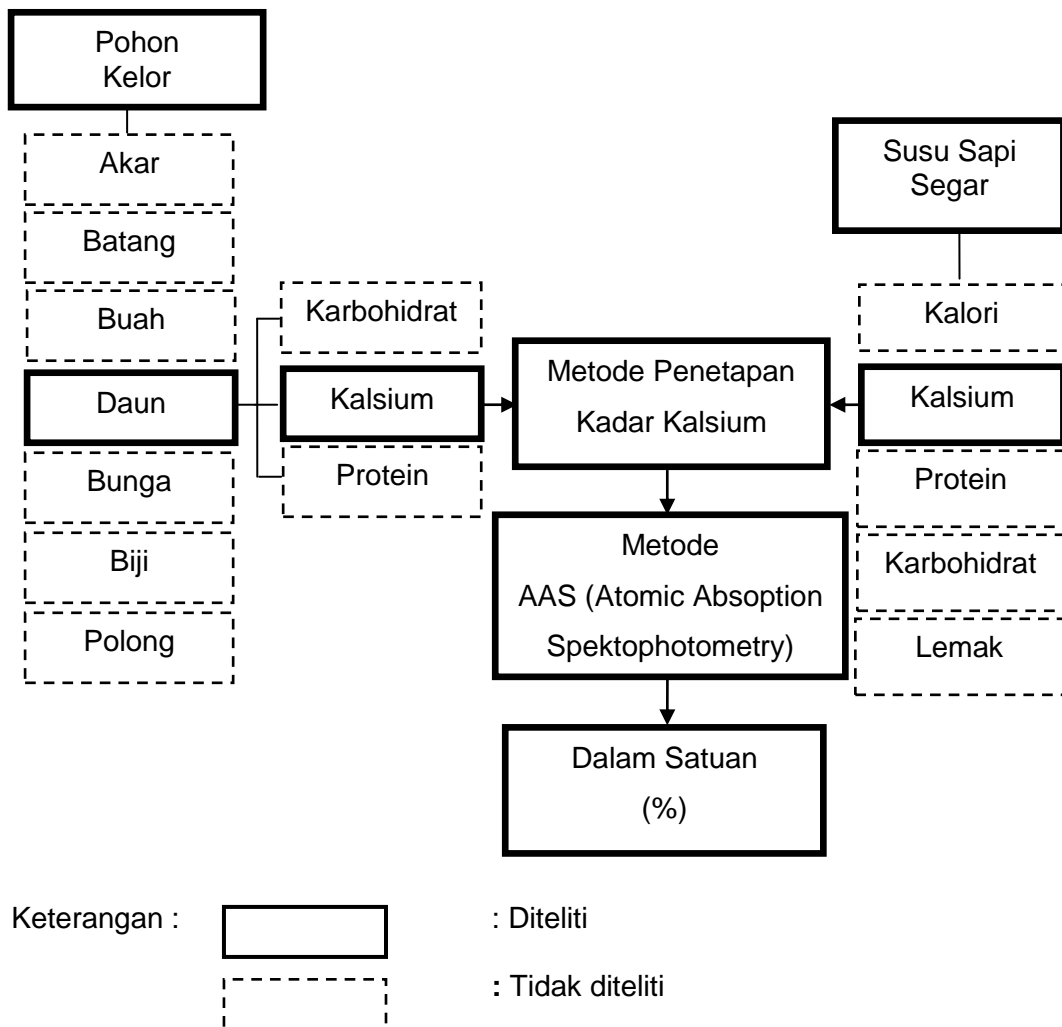 Pohon
Kelor
Akar
Batang
Buah
Daun
Bunga
Biji
Polong
Karbohidrat
Kalsium
Protein
Metode Penetapan
Kadar Kalsium
Metode
AAS (Atomic Absoption
Spektophotometry)
Dalam Satuan
(%)
Susu Sapi
Segar
Kalori
Kalsium
Protein
Karbohidrat
Lemak
Keterangan :
: Diteliti
: Tidak diteliti